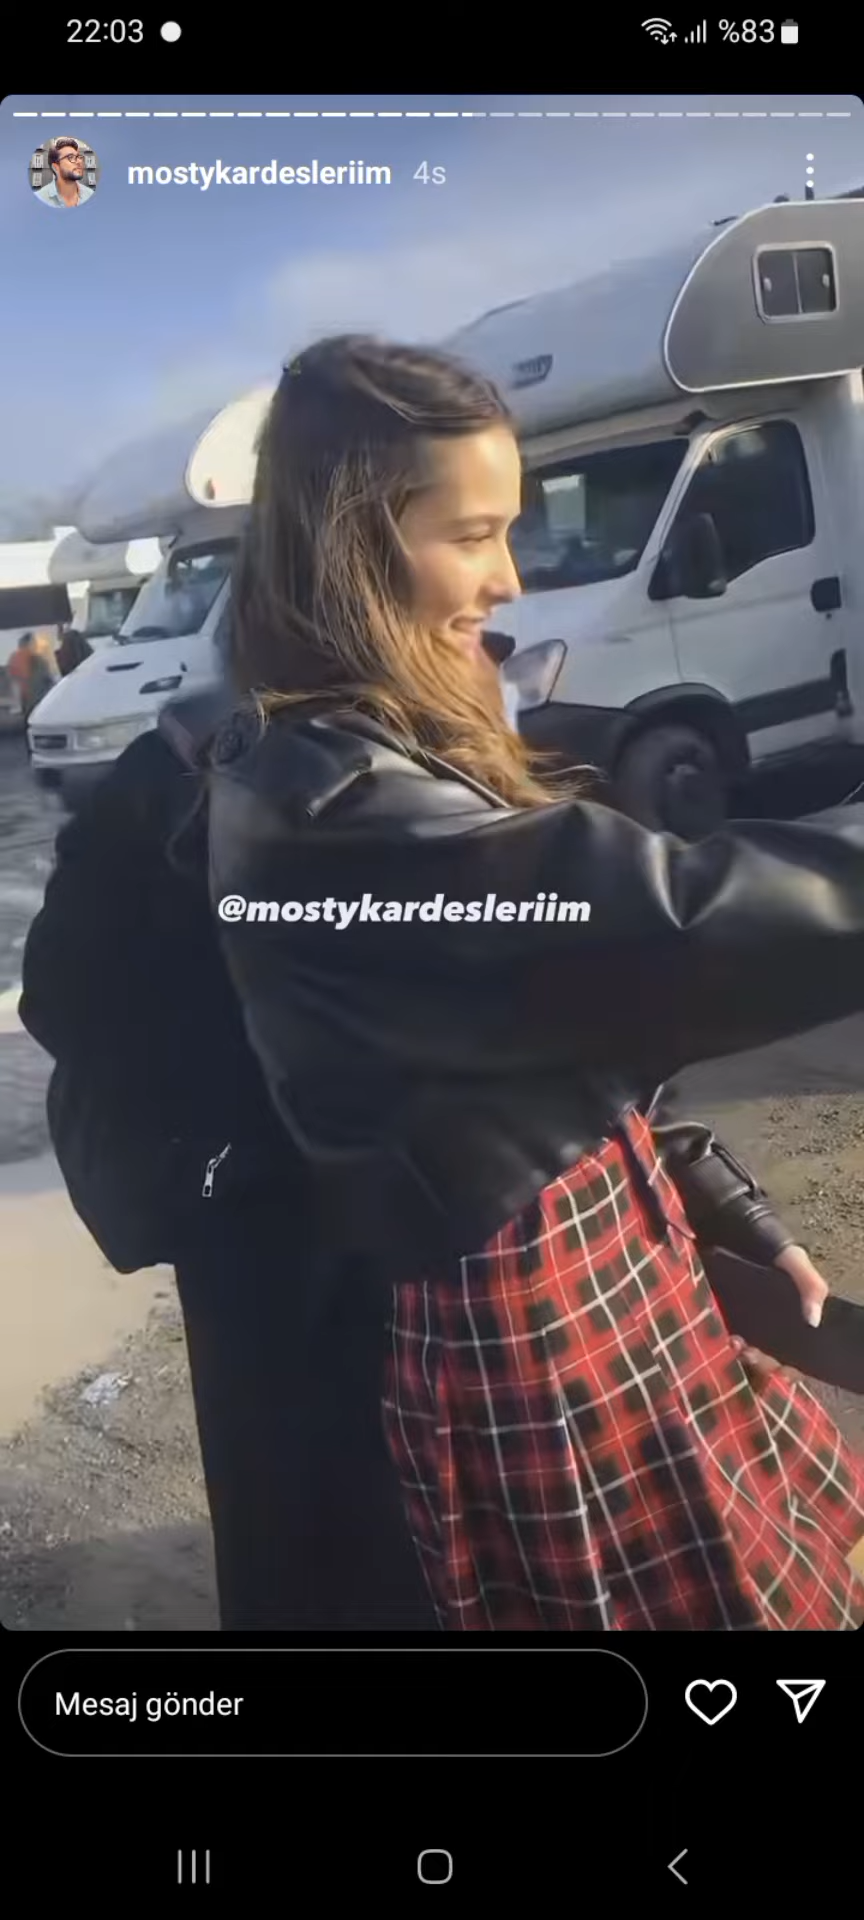 22:03
%83
mostykardesleriim 4s
@mostykardesleriim
Mesaj gönder